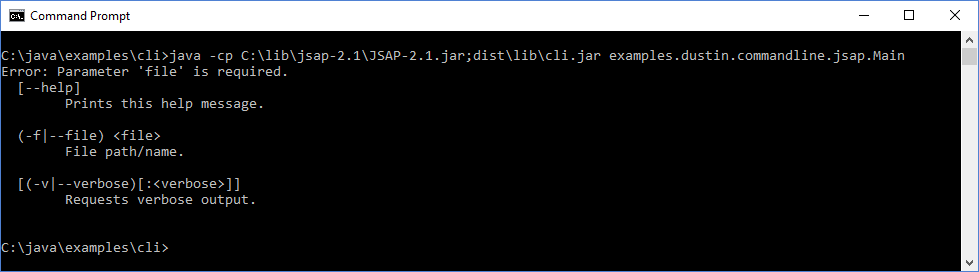 Command Prompt
C:\java\examples\cli>java -cp C:\lib\jsap-2.1\JSAP-2.1.jar;dist\lib\cli.jar examples.dustin.commandline.jsap.Main
Error: Parameter 'file' is required.
  [--help]
        Prints this help message.

  (-f|--file) <file>
        File path/name.

  [(-v|--verbose)[:<verbose>]]
        Requests verbose output.


C:\java\examples\cli>